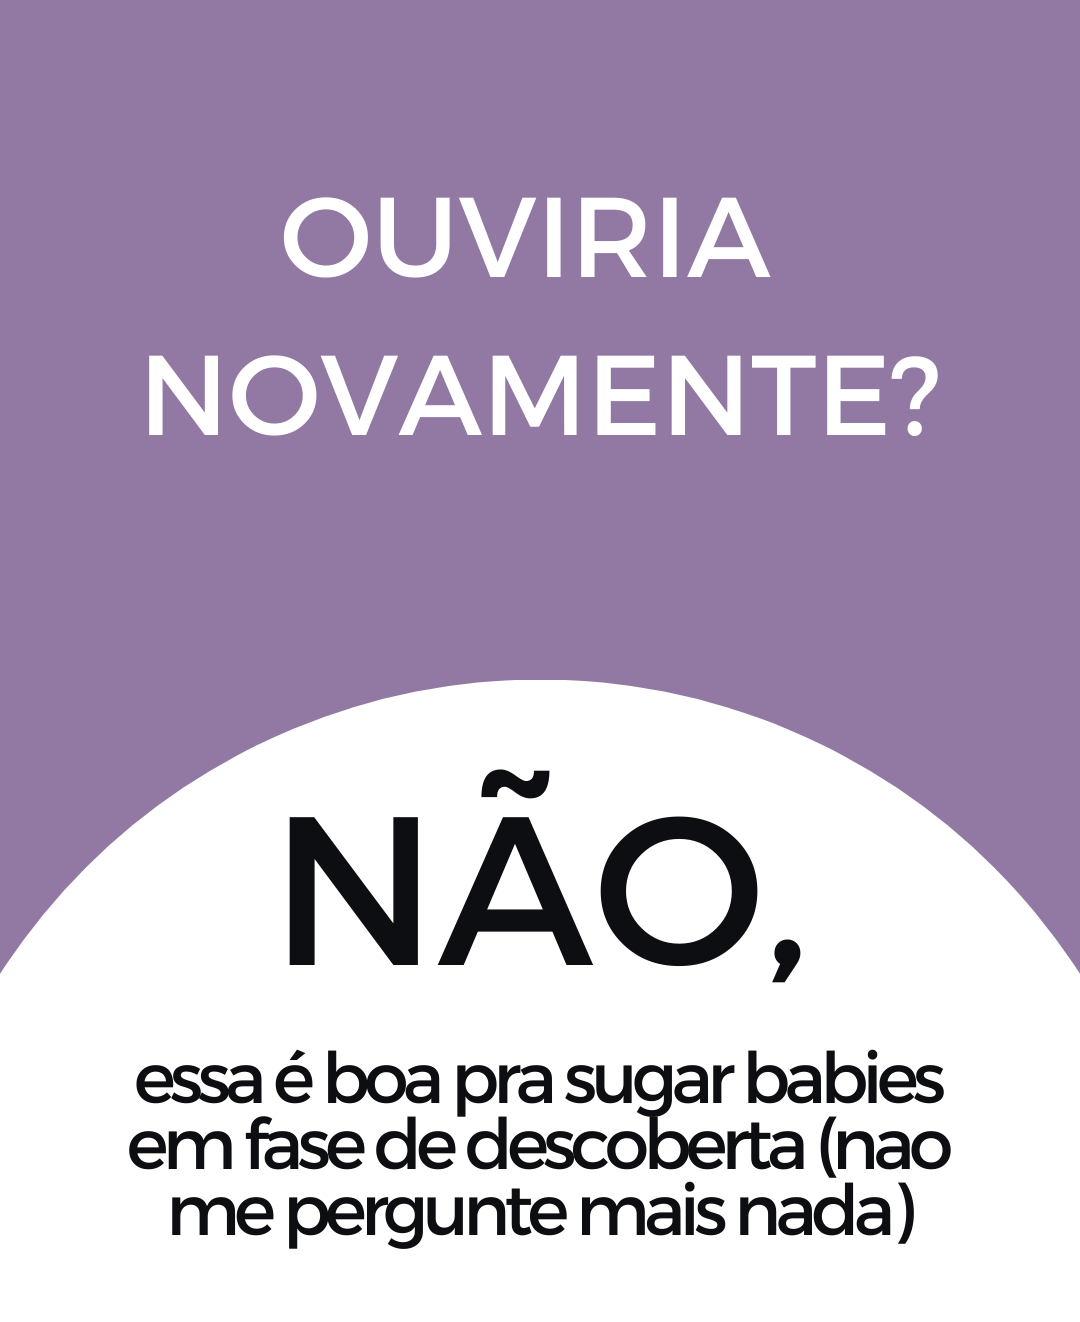 OUVIRIA
NOVAMENTE?
NÃO,
essa é boa pra sugar babies
em fase de descoberta (nao
me pergunte mais nada)